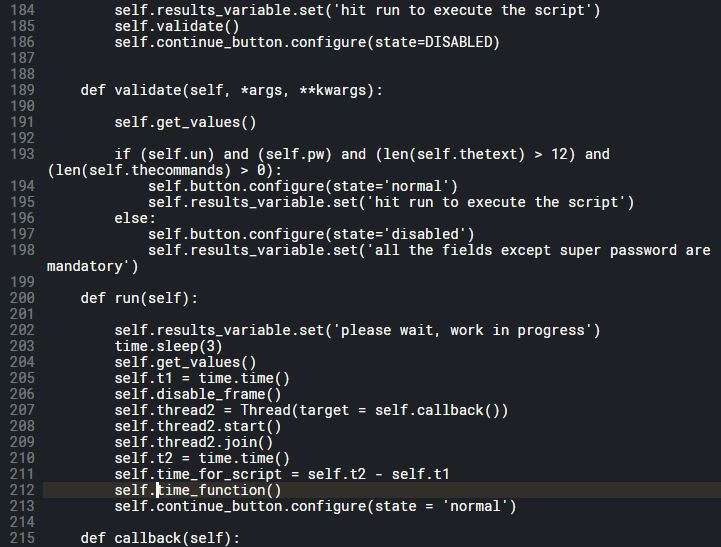 184         self.results_variable.set('hit run to execute the script')
185         self.validate()
186         self.continue_button.configure(state=DISABLED)
187
188
189     def validate(self, *args, **kwargs):
190
191         self.get_values()
192
193         if (self.un) and (self.pw) and (len(self.thetext) > 12) and
(len(self.thecommands) > 0):
194             self.button.configure(state='normal')
195             self.results_variable.set('hit run to execute the script')
196         else:
197             self.button.configure(state='disabled')
198             self.results_variable.set('all the fields except super password are
mandatory')
199
200     def run(self):
201
202         self.results_variable.set('please wait, work in progress')
203         time.sleep(3)
204         self.get_values()
205         self.t1 = time.time()
206         self.disable_frame()
207         self.thread2 = Thread(target = self.callback())
208         self.thread2.start()
209         self.thread2.join()
210         self.t2 = time.time()
211         self.time_for_script = self.t2 - self.t1
212         self.time_function()
213         self.continue_button.configure(state = 'normal')
214
215     def callback(self):